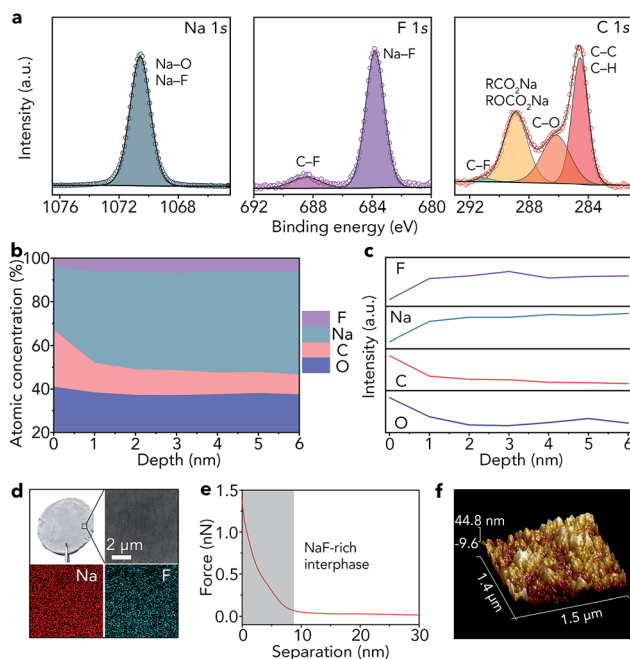 a
Na 1s
Na–O
Na–F
Intensity (a.u.)
1076 1072 1068
F 1s
Na–F
C–F
692 688 684 680
Binding energy (eV)
C 1s
C–C
C–H
RCO2Na
ROCO2Na
C–O
C–F
292 288 284
b
Atomic concentration (%)
100
80
60
40
20
0 1 2 3 4 5 6
Depth (nm)
F
Na
C
O
c
Intensity (a.u.)
F
Na
C
O
0 1 2 3 4 5 6
Depth (nm)
d
2 μm
Na
F
e
Force (nN)
1.5
1.0
0.5
0.0
NaF-rich
interphase
0 10 20 30
Separation (nm)
f
44.8 nm
-9.6
1.4 μm
1.5 μm